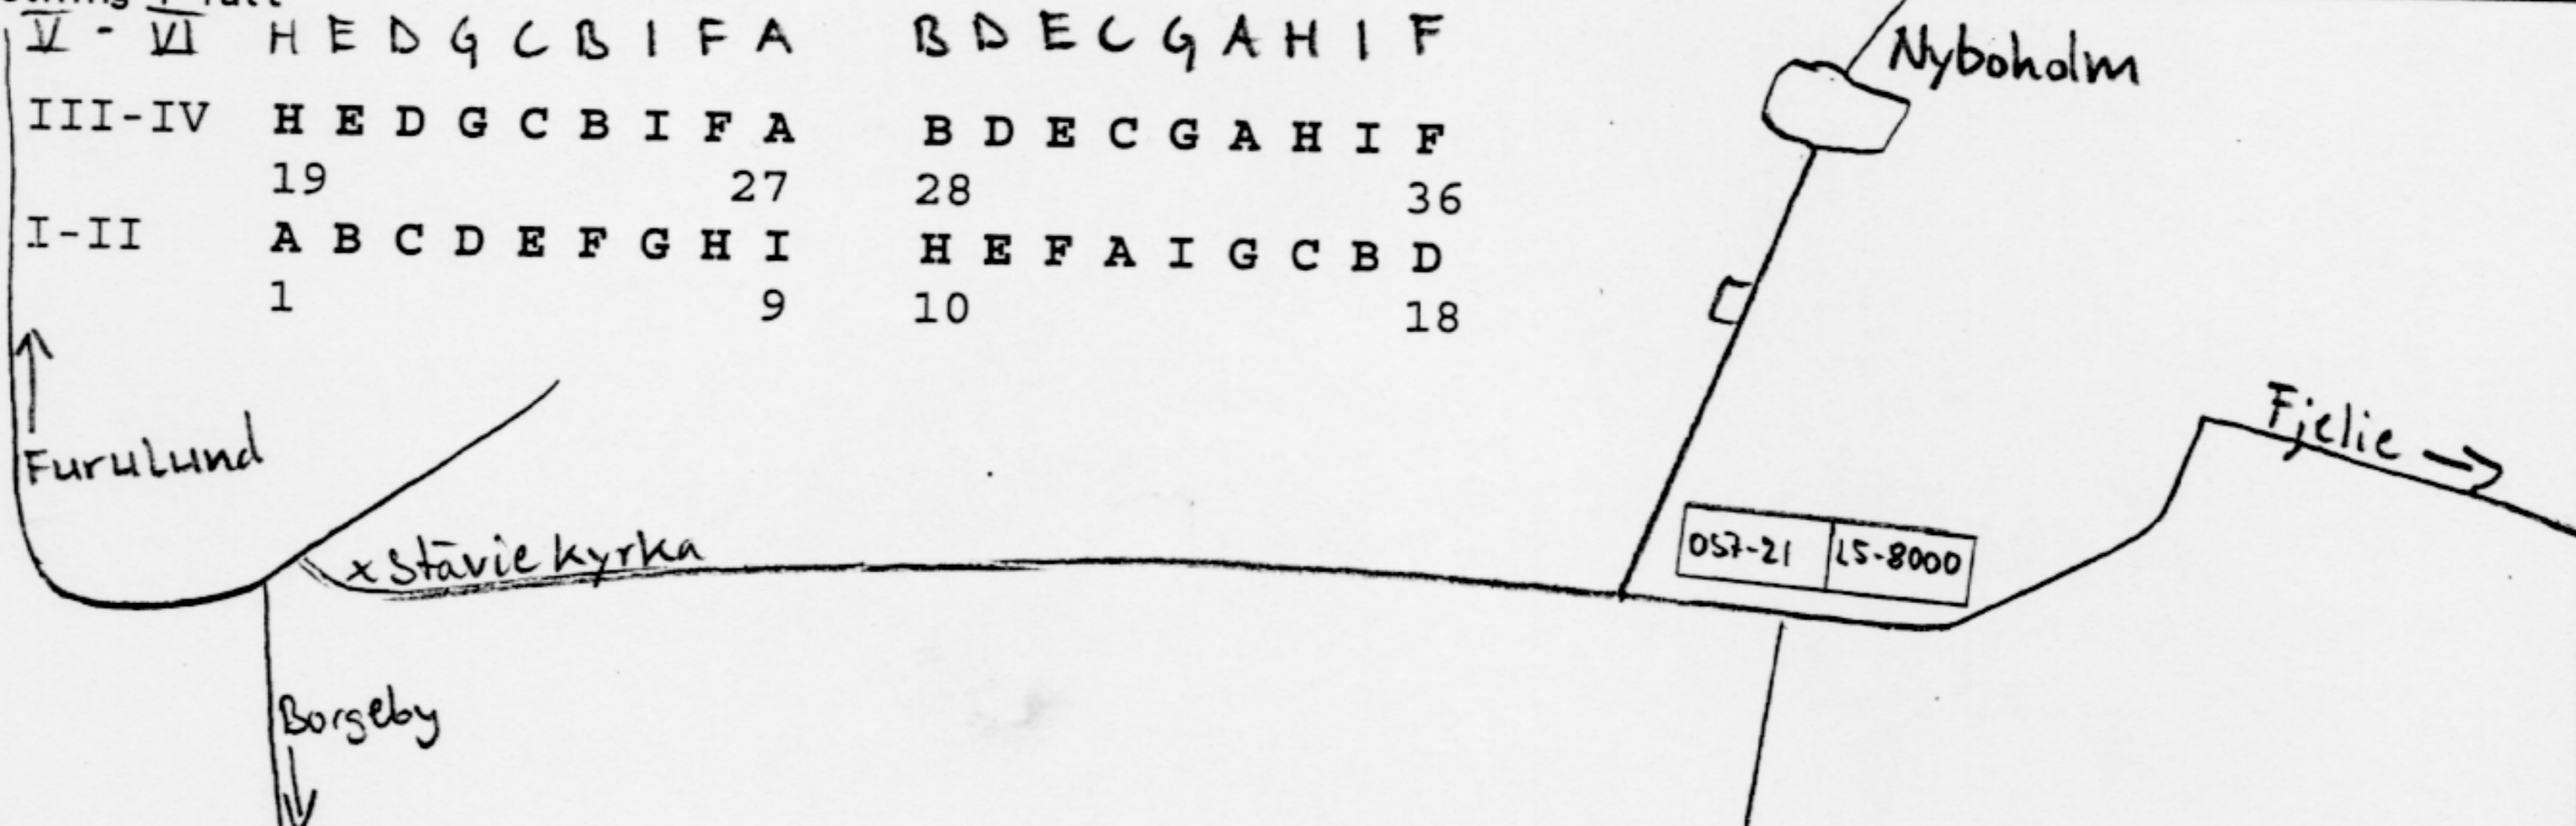 V - VI H E D G C B I F A B D E C G A H I F
III-IV H E D G C B I F A B D E C G A H I F
19 27 28 36
I-II A B C D E F G H I H E F A I G C B D
1 9 10 18
Nyboholm
Furulund
Fjelie →
x Stävie kyrka
057-21 L5-8000
Borgeby